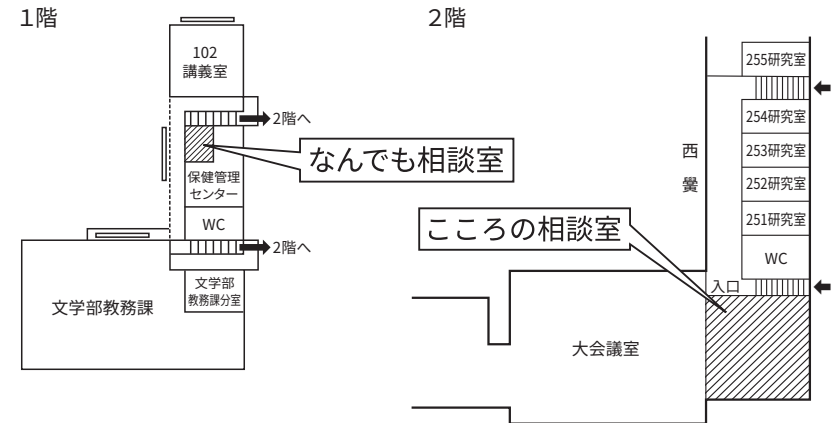 1階
102
講義室
2階へ
なんでも相談室
保健管理
センター
WC
2階へ
文学部
教務課分室
文学部教務課
2階
255研究室
254研究室
253研究室
252研究室
251研究室
WC
西
黌
こころの相談室
入口
大会議室